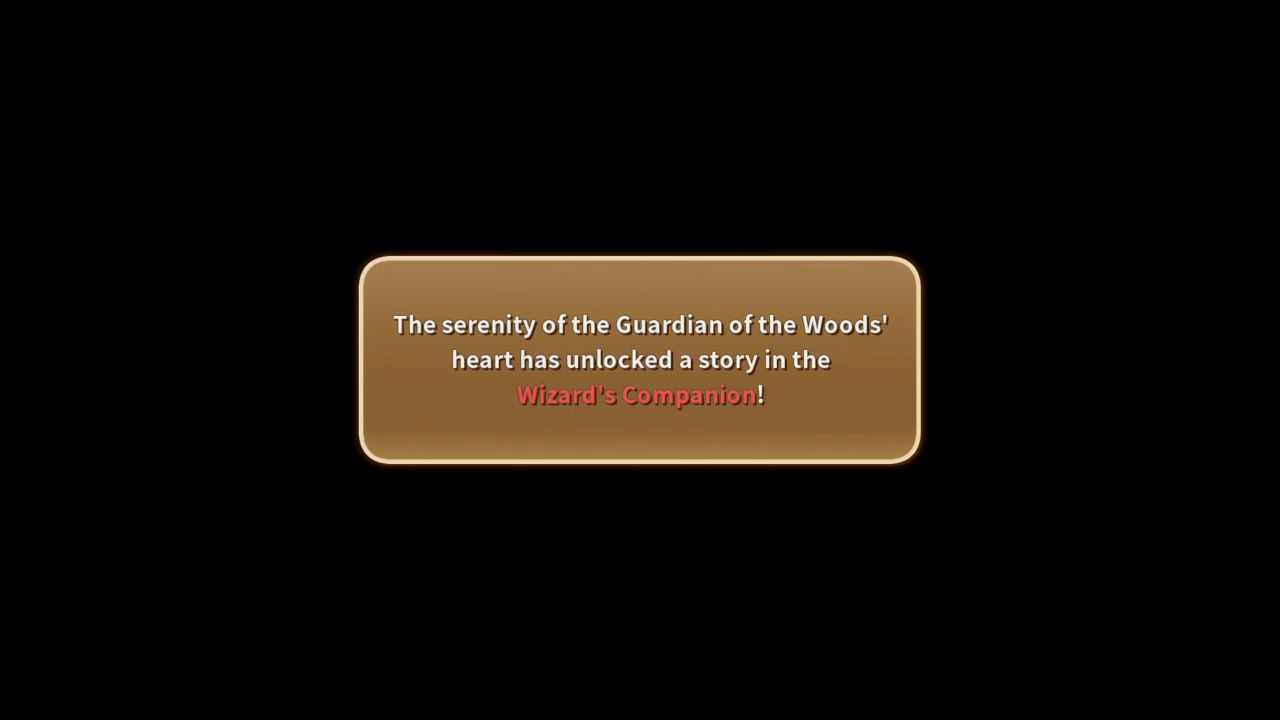 The serenity of the Guardian of the Woods'
heart has unlocked a story in the
Wizard's Companion!